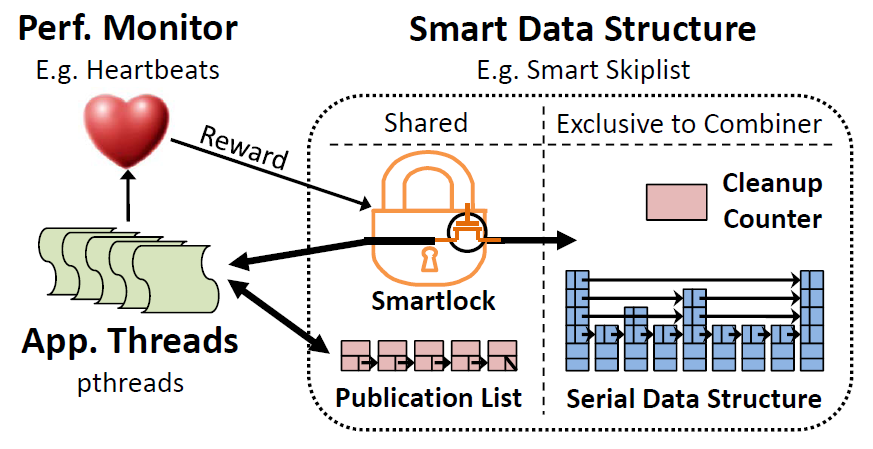 Perf. Monitor
E.g. Heartbeats
Smart Data Structure
E.g. Smart Skiplist
Reward
Shared
Exclusive to Combiner
Cleanup
Counter
Smartlock
App. Threads
pthreads
Publication List
Serial Data Structure